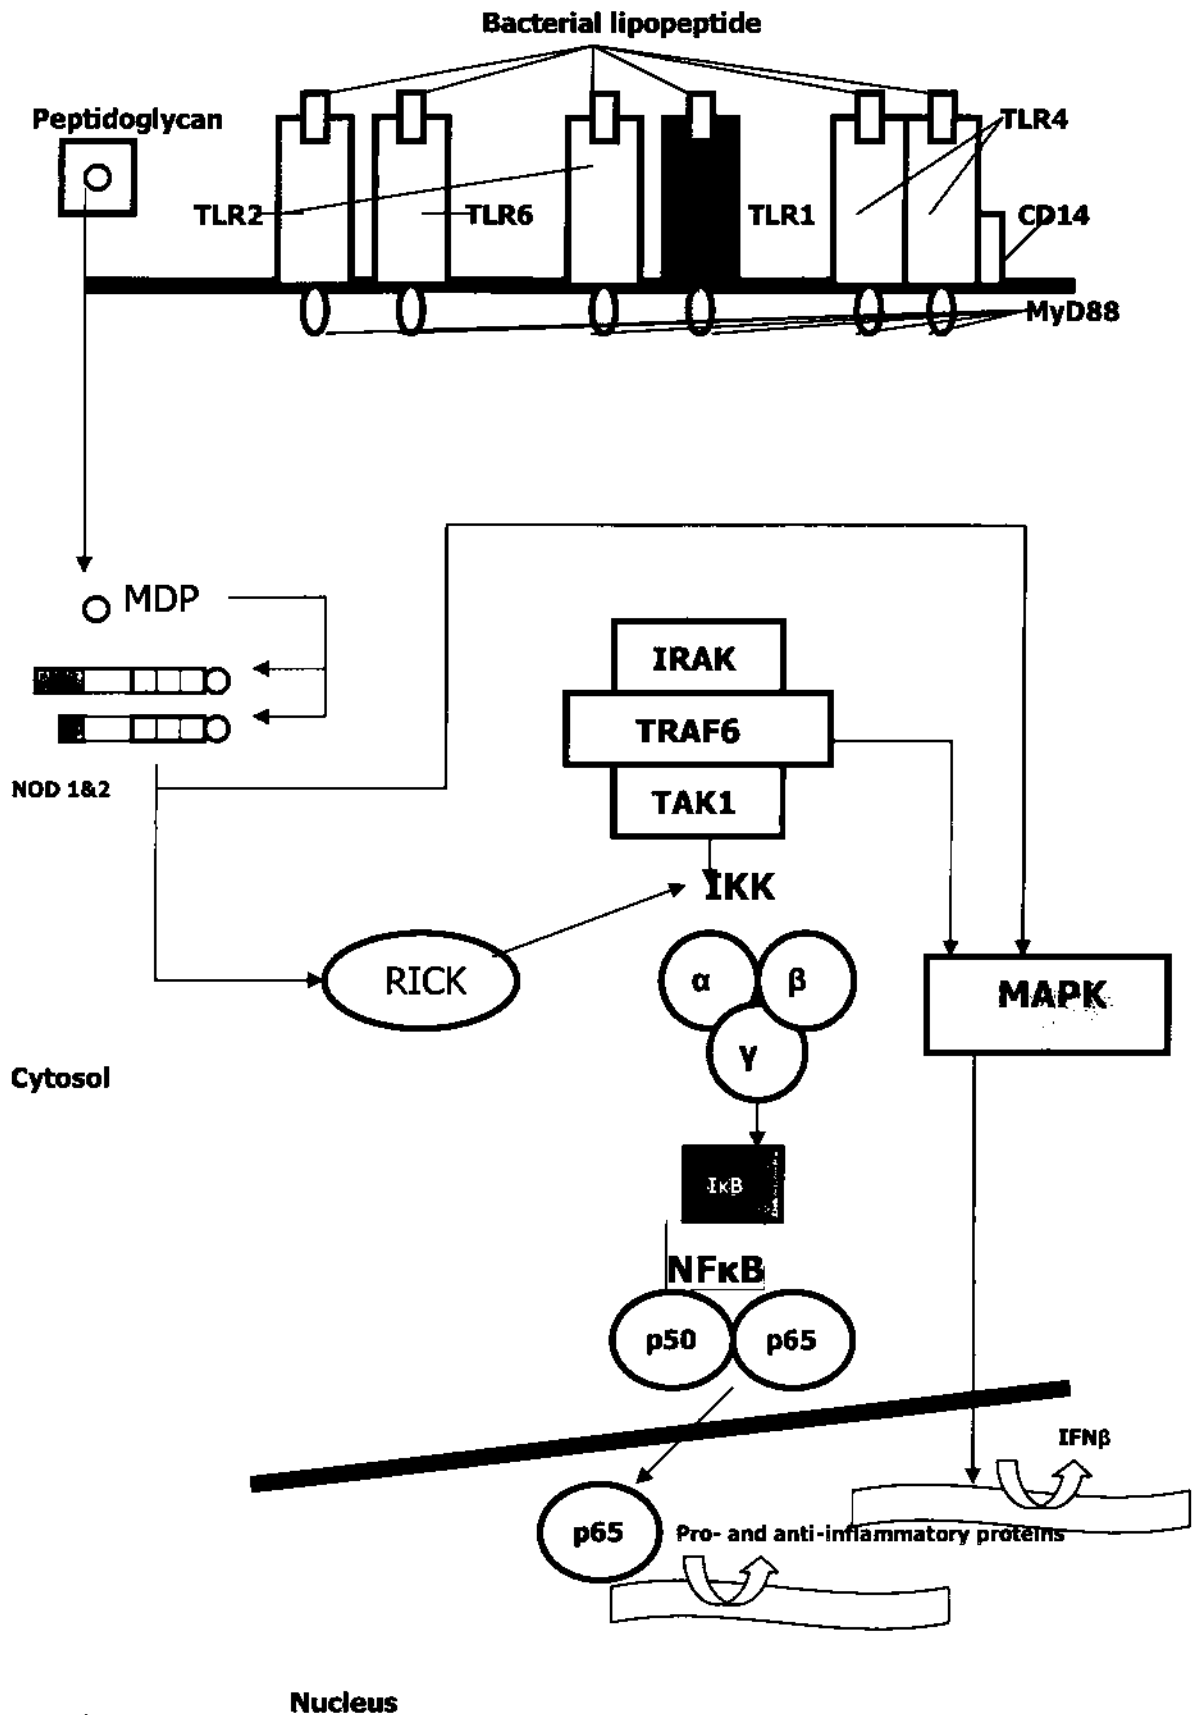 Bacterial lipopeptide
Peptidoglycan
TLR4
TLR2
TLR6
TLR1
CD14
MyD88
MDP
IRAK
TRAF6
NOD 1&2
TAK1
IKK
RICK
α
β
MAPK
γ
Cytosol
IκB
NFκB
p50
p65
IFNβ
p65
Pro- and anti-inflammatory proteins
Nucleus